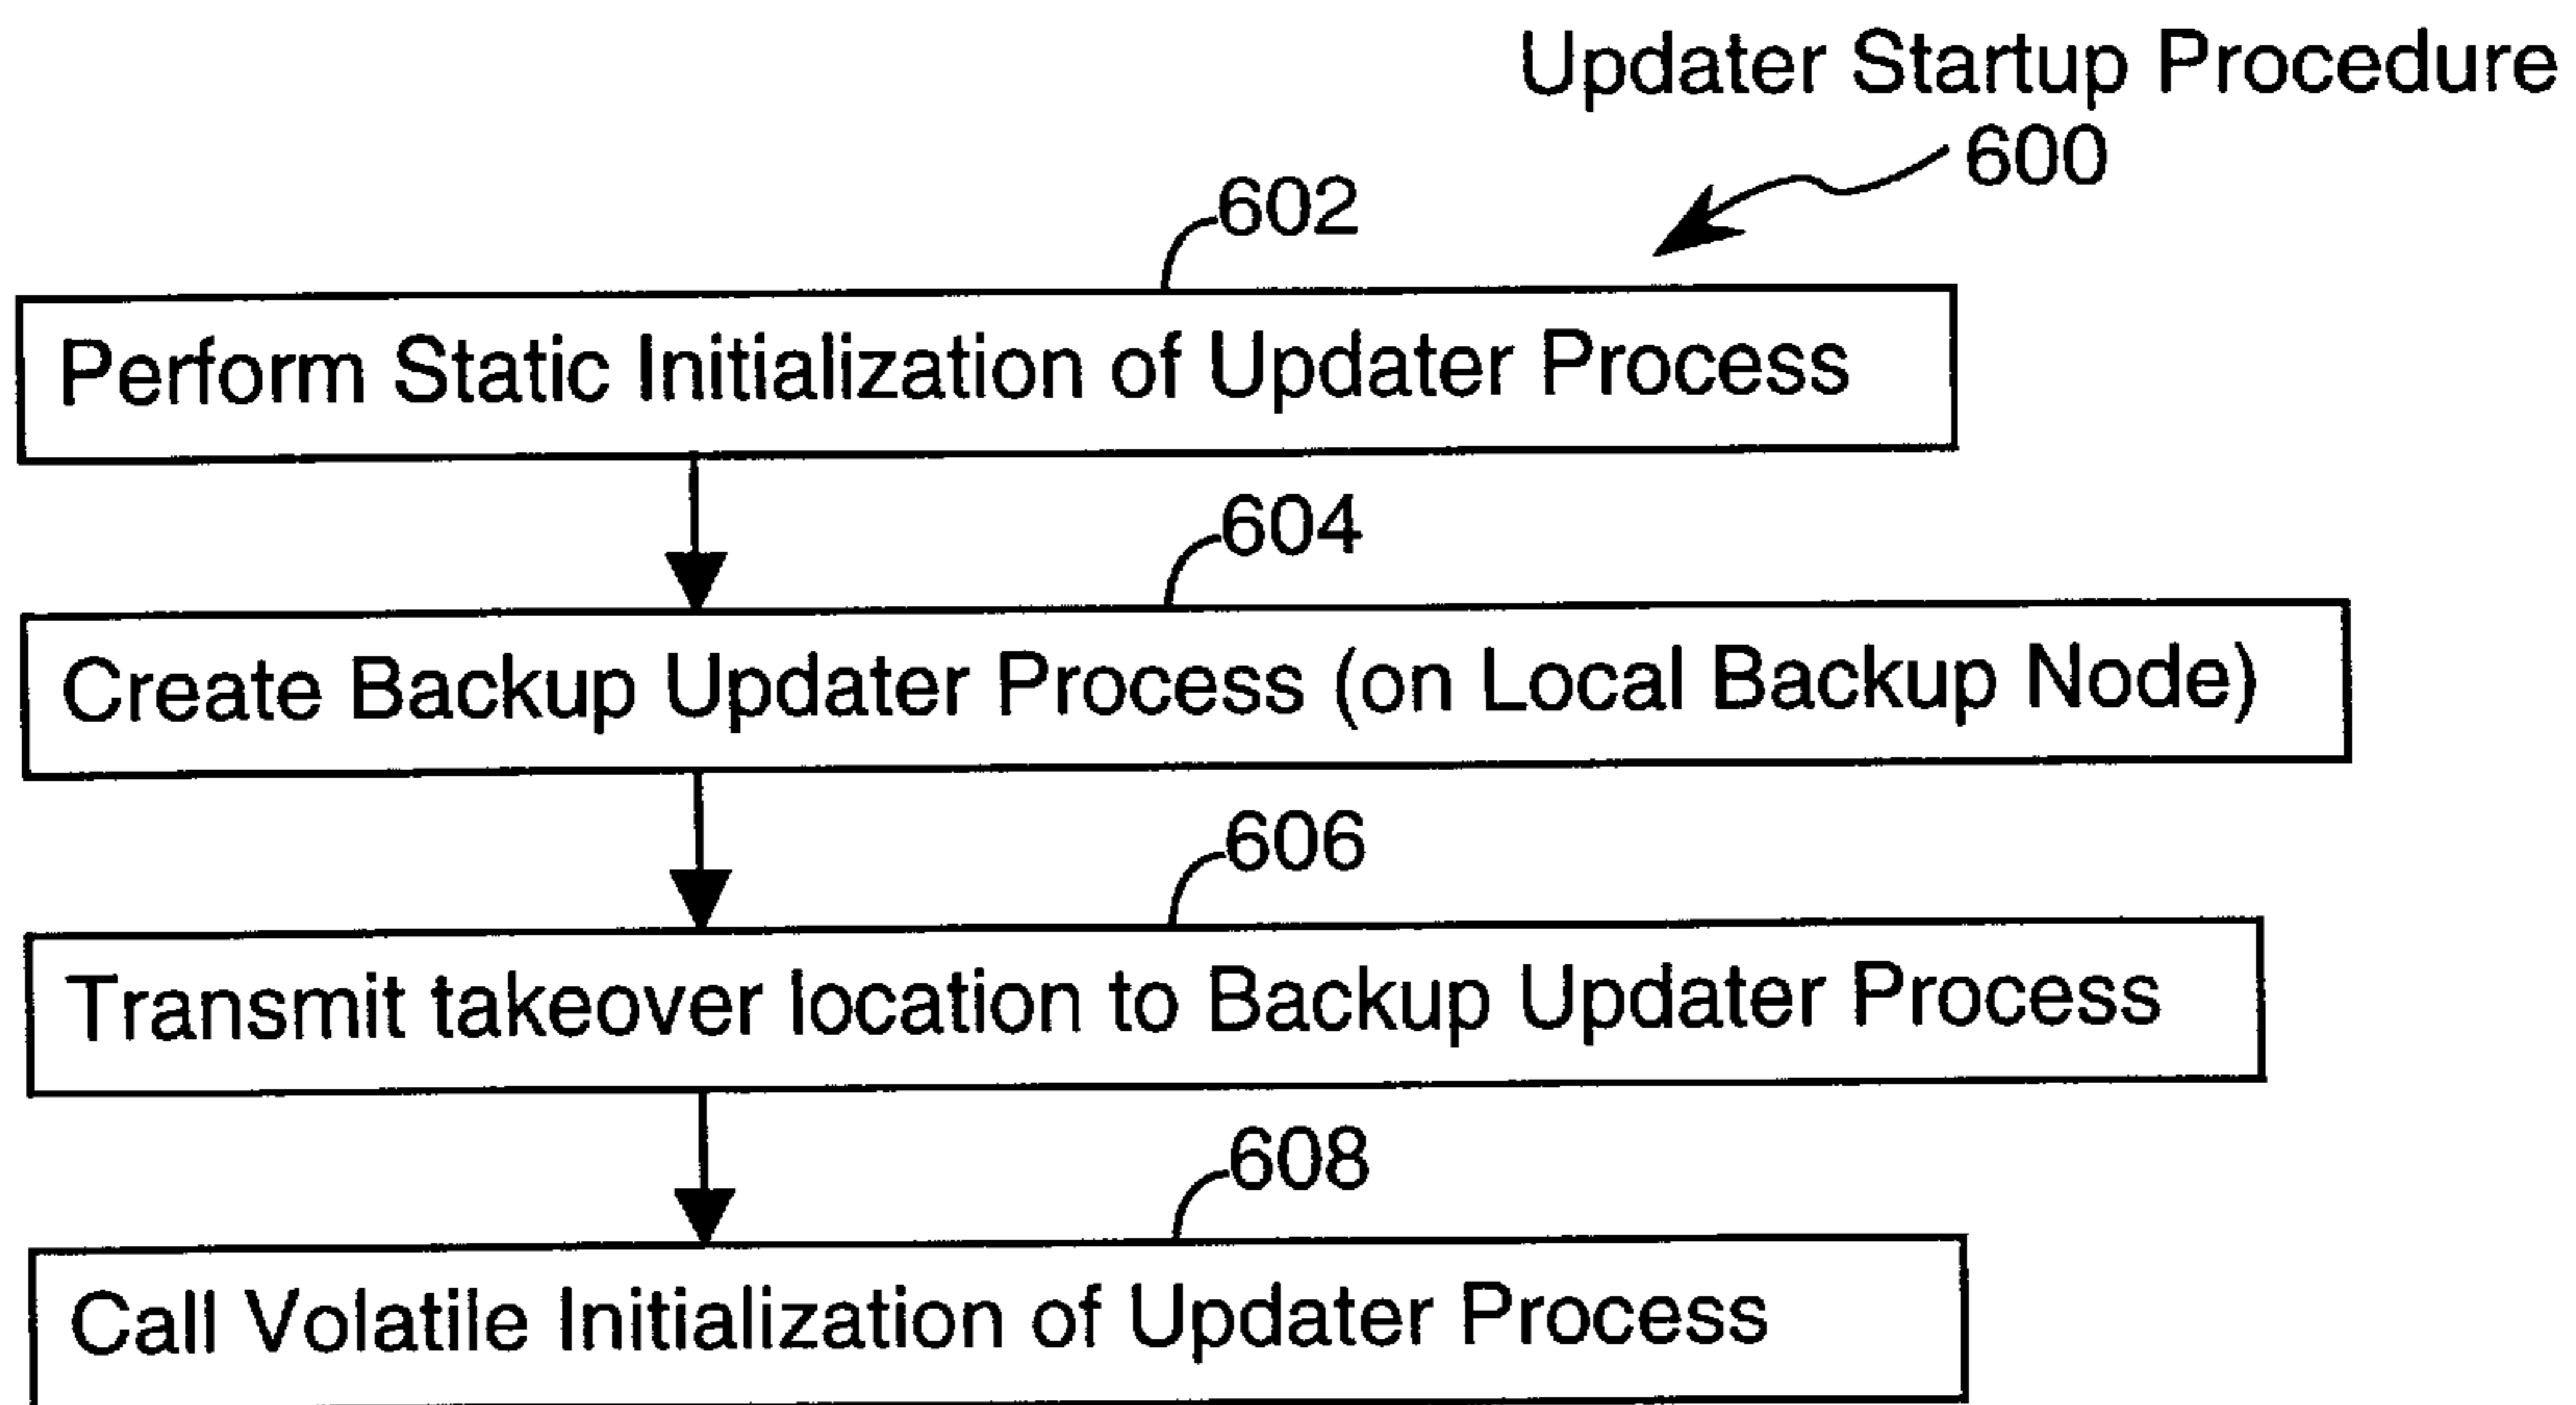 Updater Startup Procedure
600
602
Perform Static Initialization of Updater Process
604
Create Backup Updater Process (on Local Backup Node)
606
Transmit takeover location to Backup Updater Process
608
Call Volatile Initialization of Updater Process